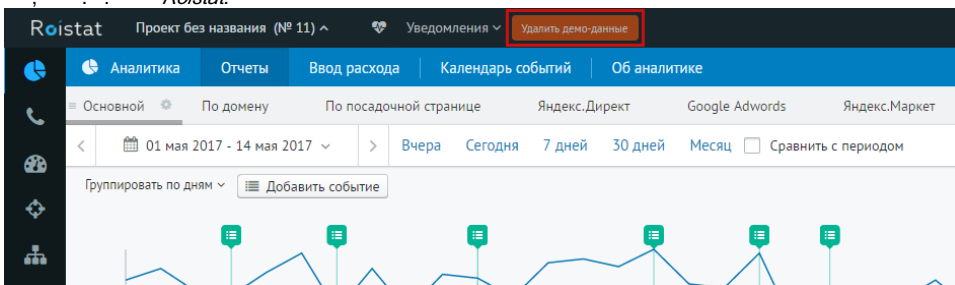 Roistat.
Roistat Проект без названия (№ 11) Уведомления Удалить демо-данные
Аналитика Отчеты Ввод расхода Календарь событий Об аналитике
Основной По домену По посадочной странице Яндекс.Директ Google Adwords Яндекс.Маркет
01 мая 2017 - 14 мая 2017 Вчера Сегодня 7 дней 30 дней Месяц Сравнить с периодом
Группировать по дням Добавить событие